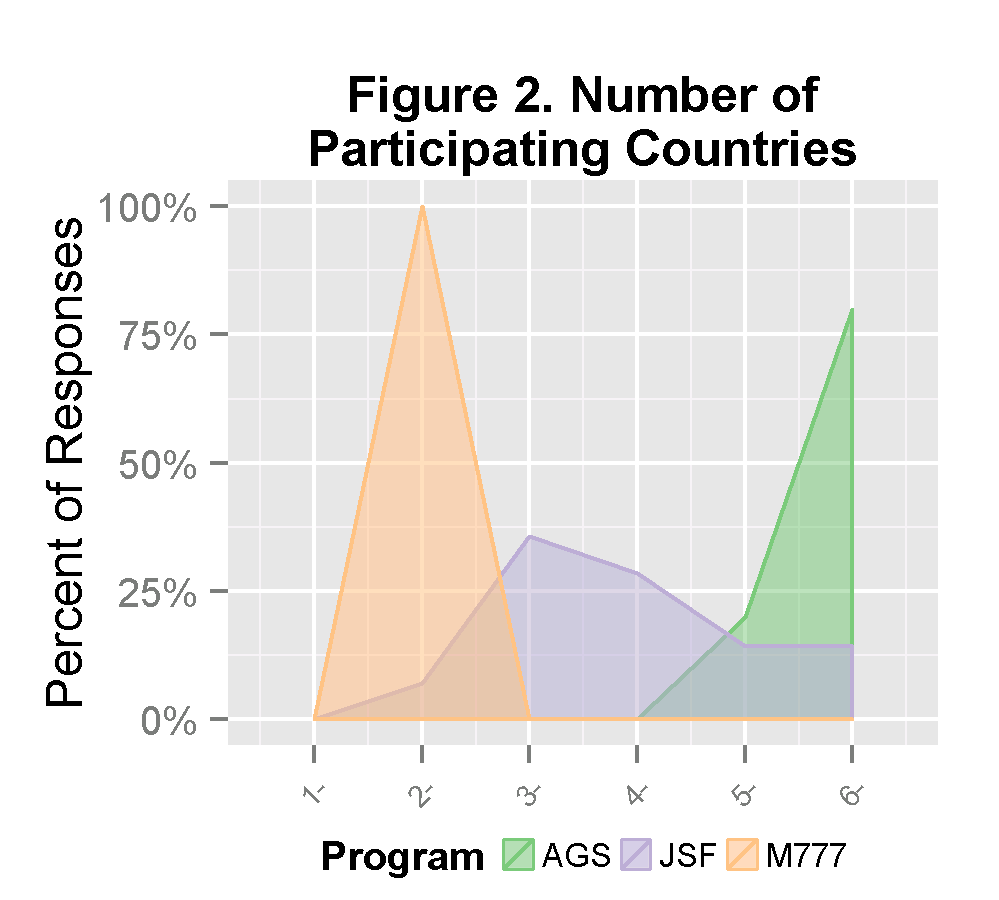 Figure 2. Number of
Participating Countries
Percent of Responses
100%
75%
50%
25%
0%
1- 2- 3- 4- 5- 6-
Program AGS JSF M777